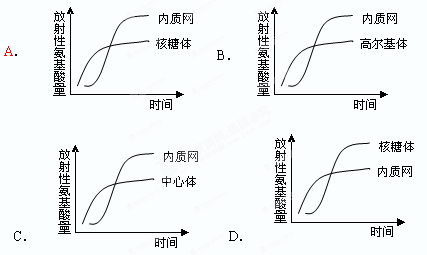 A.
放射性氨基酸量
内质网
核糖体
时间
B.
放射性氨基酸量
内质网
高尔基体
时间
C.
放射性氨基酸量
内质网
中心体
时间
D.
放射性氨基酸量
核糖体
内质网
时间